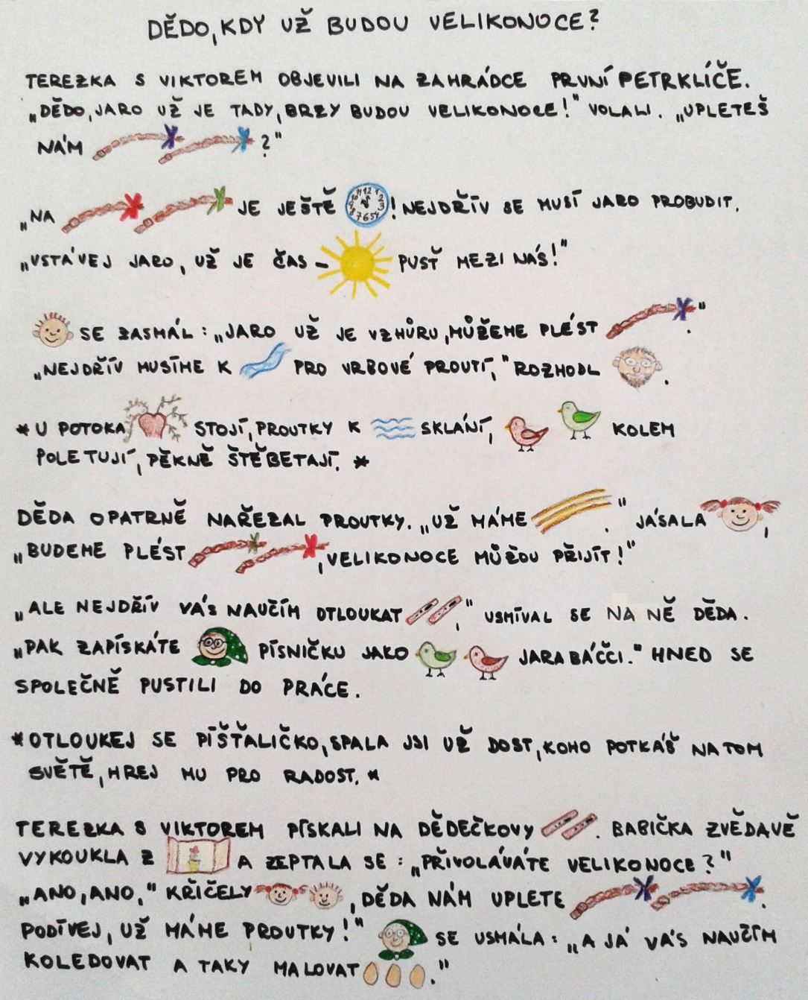 DĚDO, KDY UŽ BUDOU VELIKONOCE?
TEREZKA S VIKTOREM OBJEVILI NA ZAHRÁDCE PRVNÍ PETRKLÍČE.
„DĚDO, JARO UŽ JE TADY, BRZY BUDOU VELIKONOCE!" VOLALI. „UPLETEŠ
NÁM ?"
„NA JE JEŠTĚ ! NEJDŘÍV SE MUSÍ JARO PROBUDIT.
„VSTÁVEJ JARO, UŽ JE ČAS – PUSŤ MEZI NÁS!"
SE ZASMÁL: „JARO UŽ JE VZHŮRU, MŮŽEME PLÉST ."
„NEJDŘÍV MUSÍME K PRO VRBOVÉ PROUTÍ," ROZHODL .
* U POTOKA STOJÍ, PROUTKY K SKLÁNÍ, KOLEM
POLETUJÍ, PĚKNĚ ŠTĚBETAJÍ. *
DĚDA OPATRNĚ NAŘEZAL PROUTKY. „UŽ MÁME ." JÁSALA ,
„BUDEME PLÉST , VELIKONOCE MŮŽOU PŘIJÍT!"
„ALE NEJDŘÍV VÁS NAUČÍM OTLOUKAT ," USMÍVAL SE NA NĚ DĚDA.
„PAK ZAPÍSKÁTE PÍSNIČKU JAKO JARABÁČCI." HNED SE
SPOLEČNĚ PUSTILI DO PRÁCE.
* OTLOUKEJ SE PÍŠŤALIČKO, SPALA JSI UŽ DOST, KOHO POTKÁŠ NA TOM
SVĚTĚ, HREJ MU PRO RADOST. *
TEREZKA S VIKTOREM PÍSKALI NA DĚDEČKOVY . BABIČKA ZVĚDAVĚ
VYKOUKLA Z A ZEPTALA SE: „PŘIVOLÁVÁTE VELIKONOCE?"
„ANO, ANO," KŘIČELY , DĚDA NÁM UPLETE .
PODÍVEJ, UŽ MÁME PROUTKY!" SE USMÁLA: „A JÁ VÁS NAUČÍM
KOLEDOVAT A TAKY MALOVAT ."